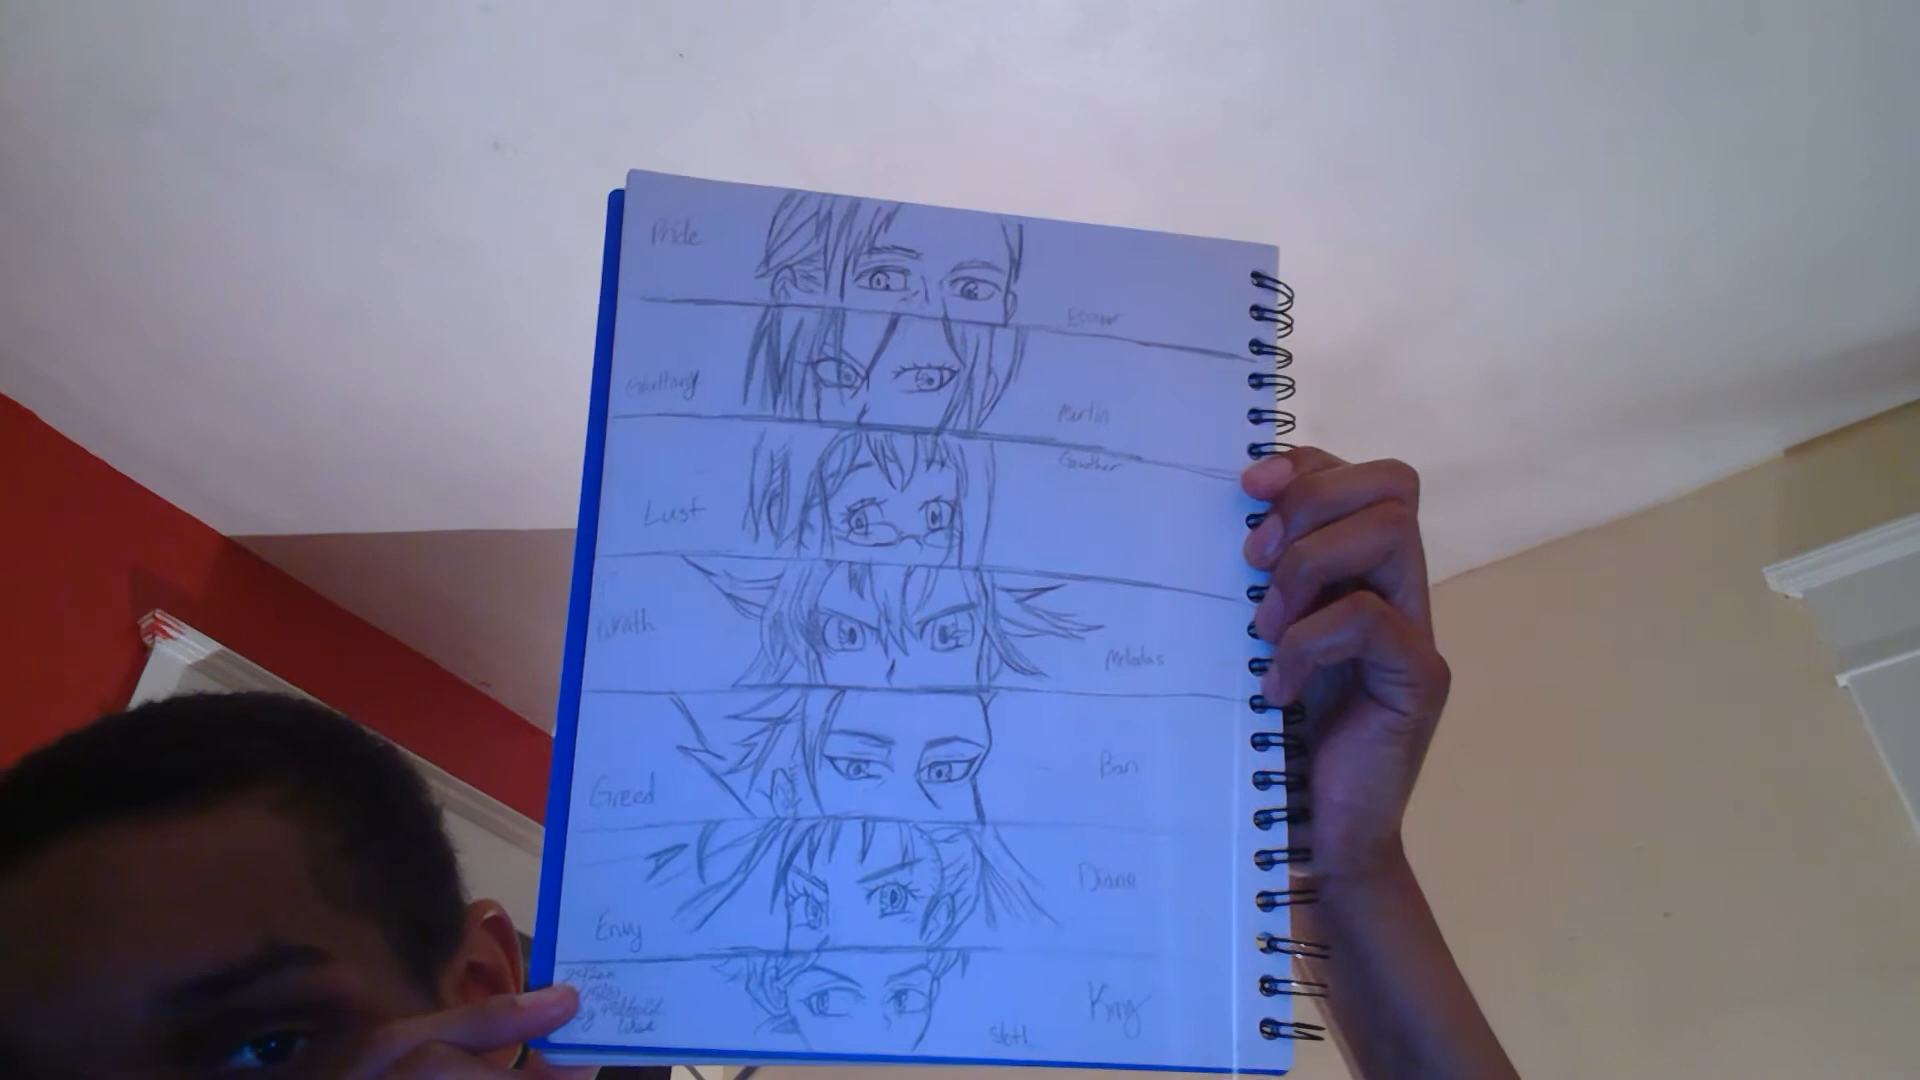 Pride
Escanor
Gluttony
Merlin
Gowther
Lust
Wrath
Meliodas
Greed
Ban
Diane
Envy
King
Sloth